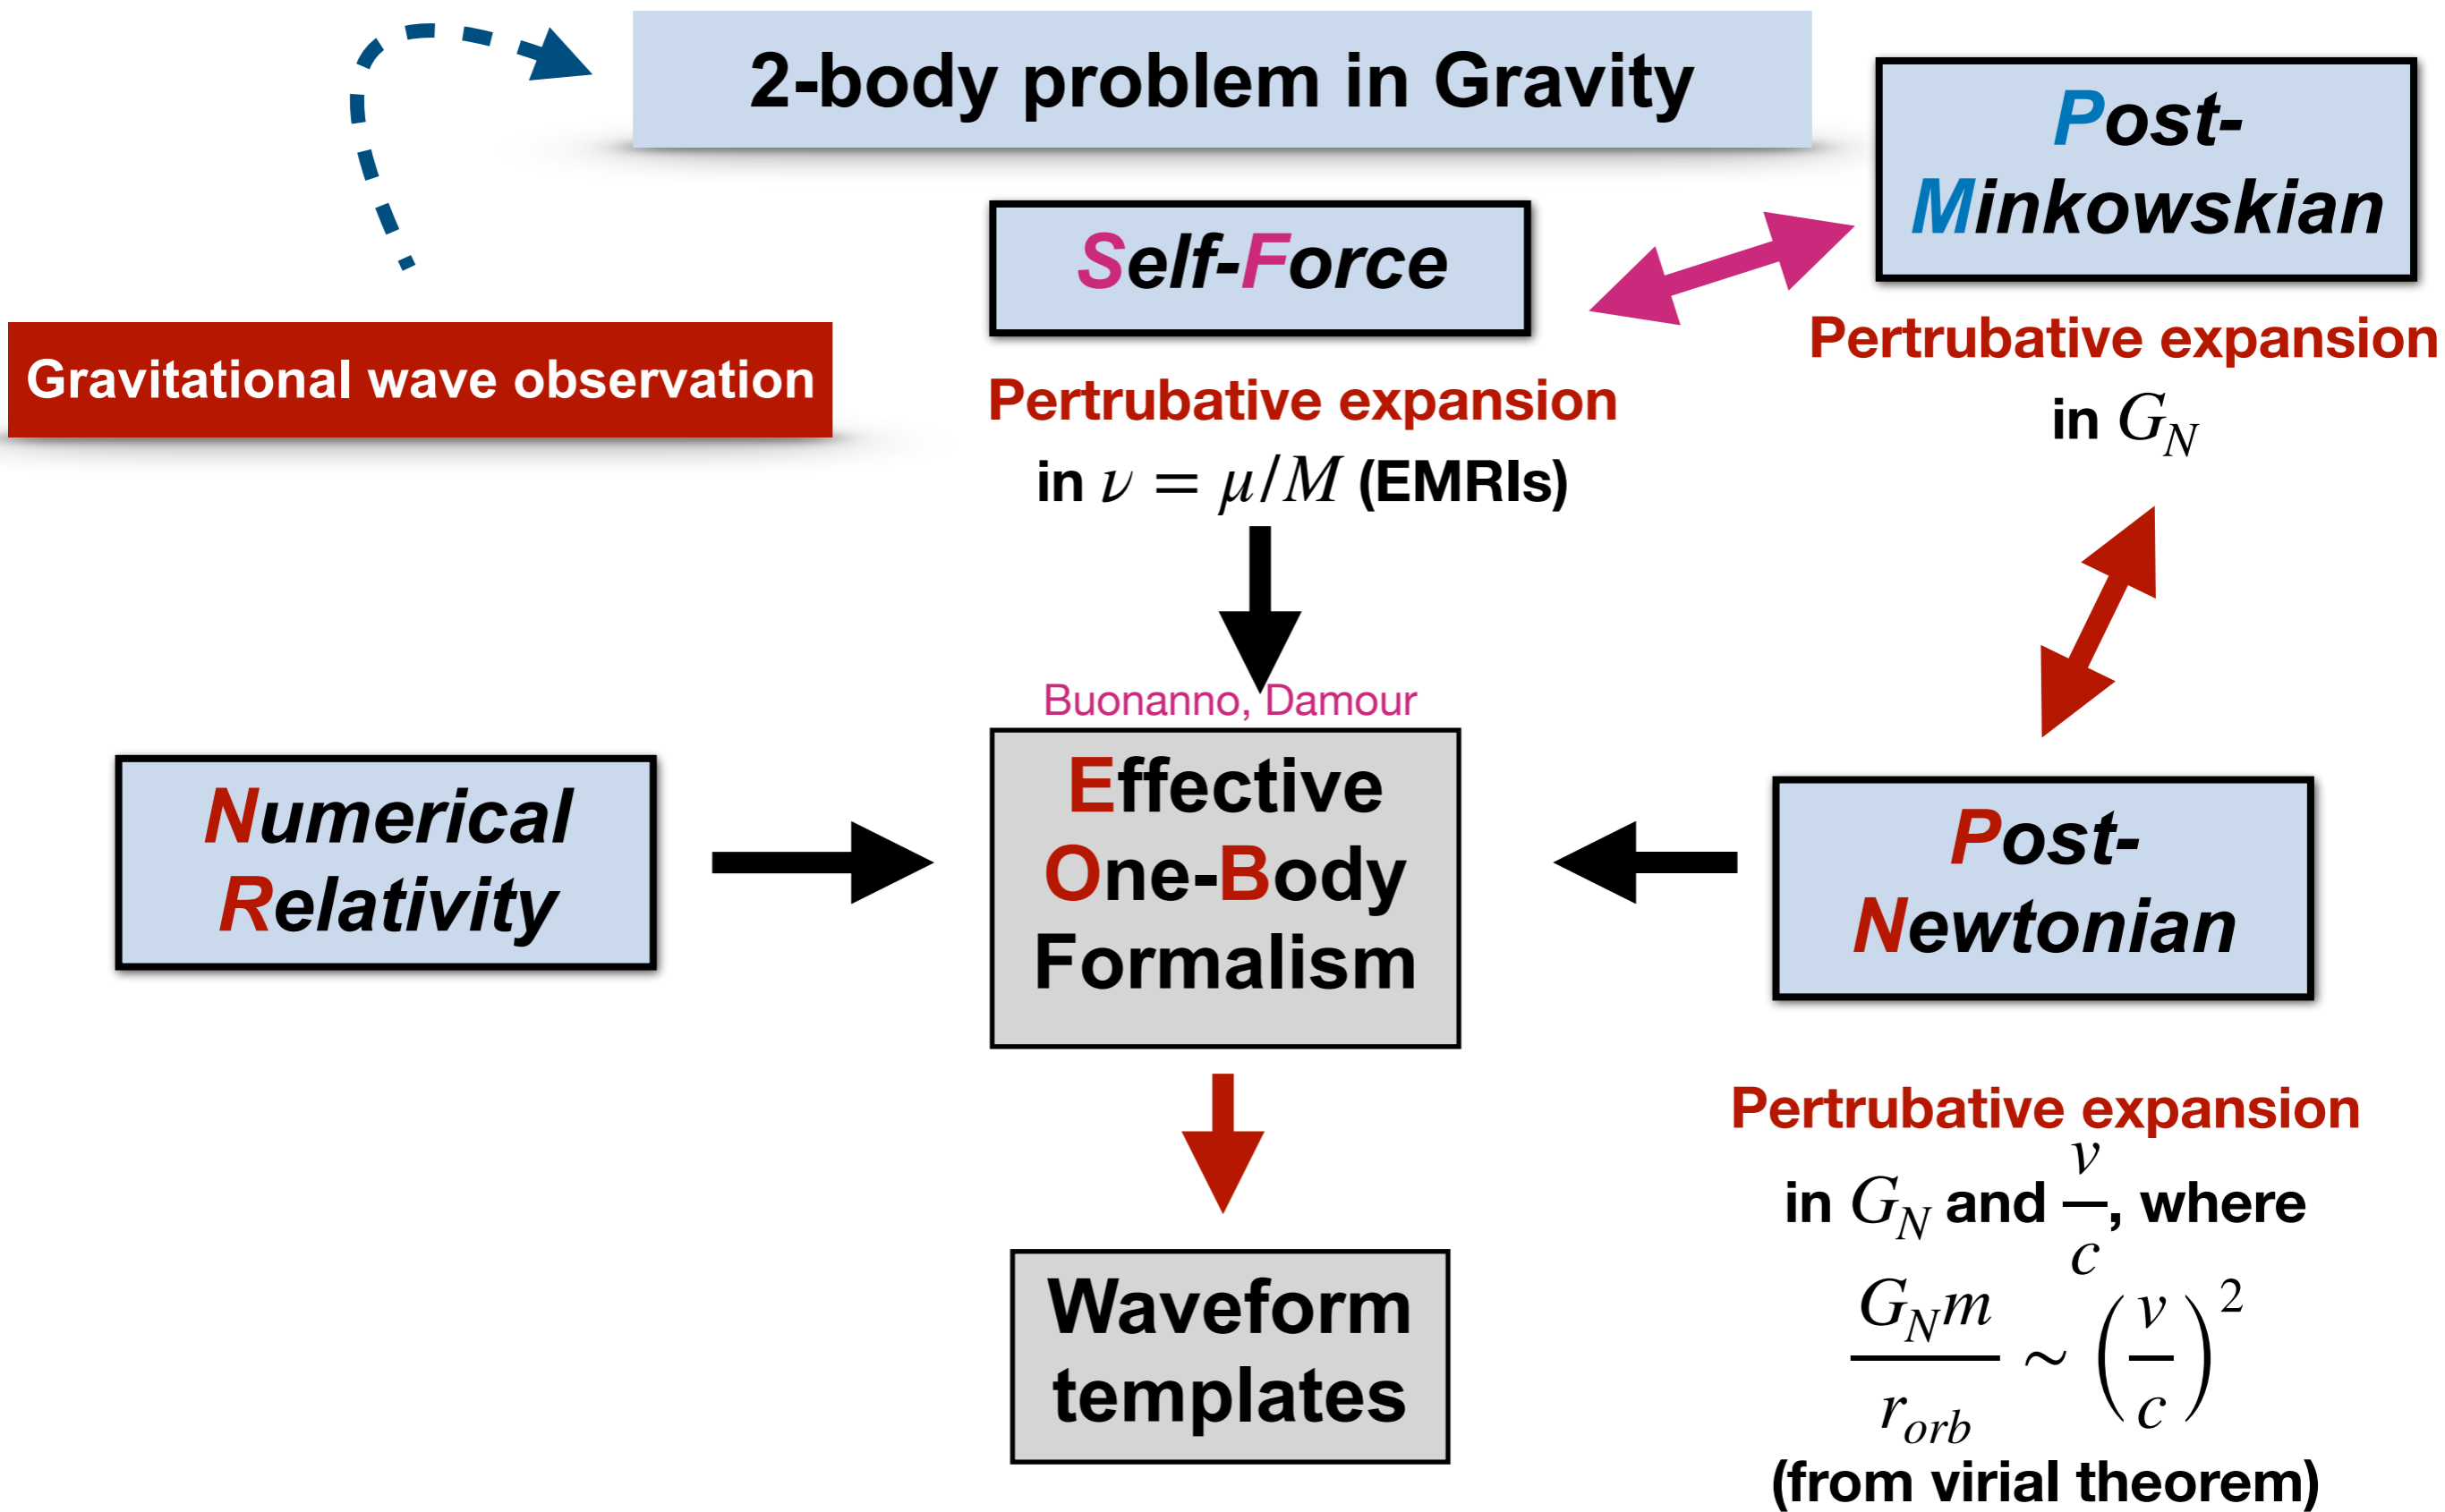 2-body problem in Gravity
Post-
Minkowskian
Self-Force
Pertrubative expansion
in G_N
Gravitational wave observation
Pertrubative expansion
in ν = μ/M (EMRIs)
Buonanno, Damour
Numerical
Relativity
Effective
One-Body
Formalism
Post-
Newtonian
Pertrubative expansion
in G_N and v/c, where
G_N m / r_orb ∼ (v/c)^2
(from virial theorem)
Waveform
templates